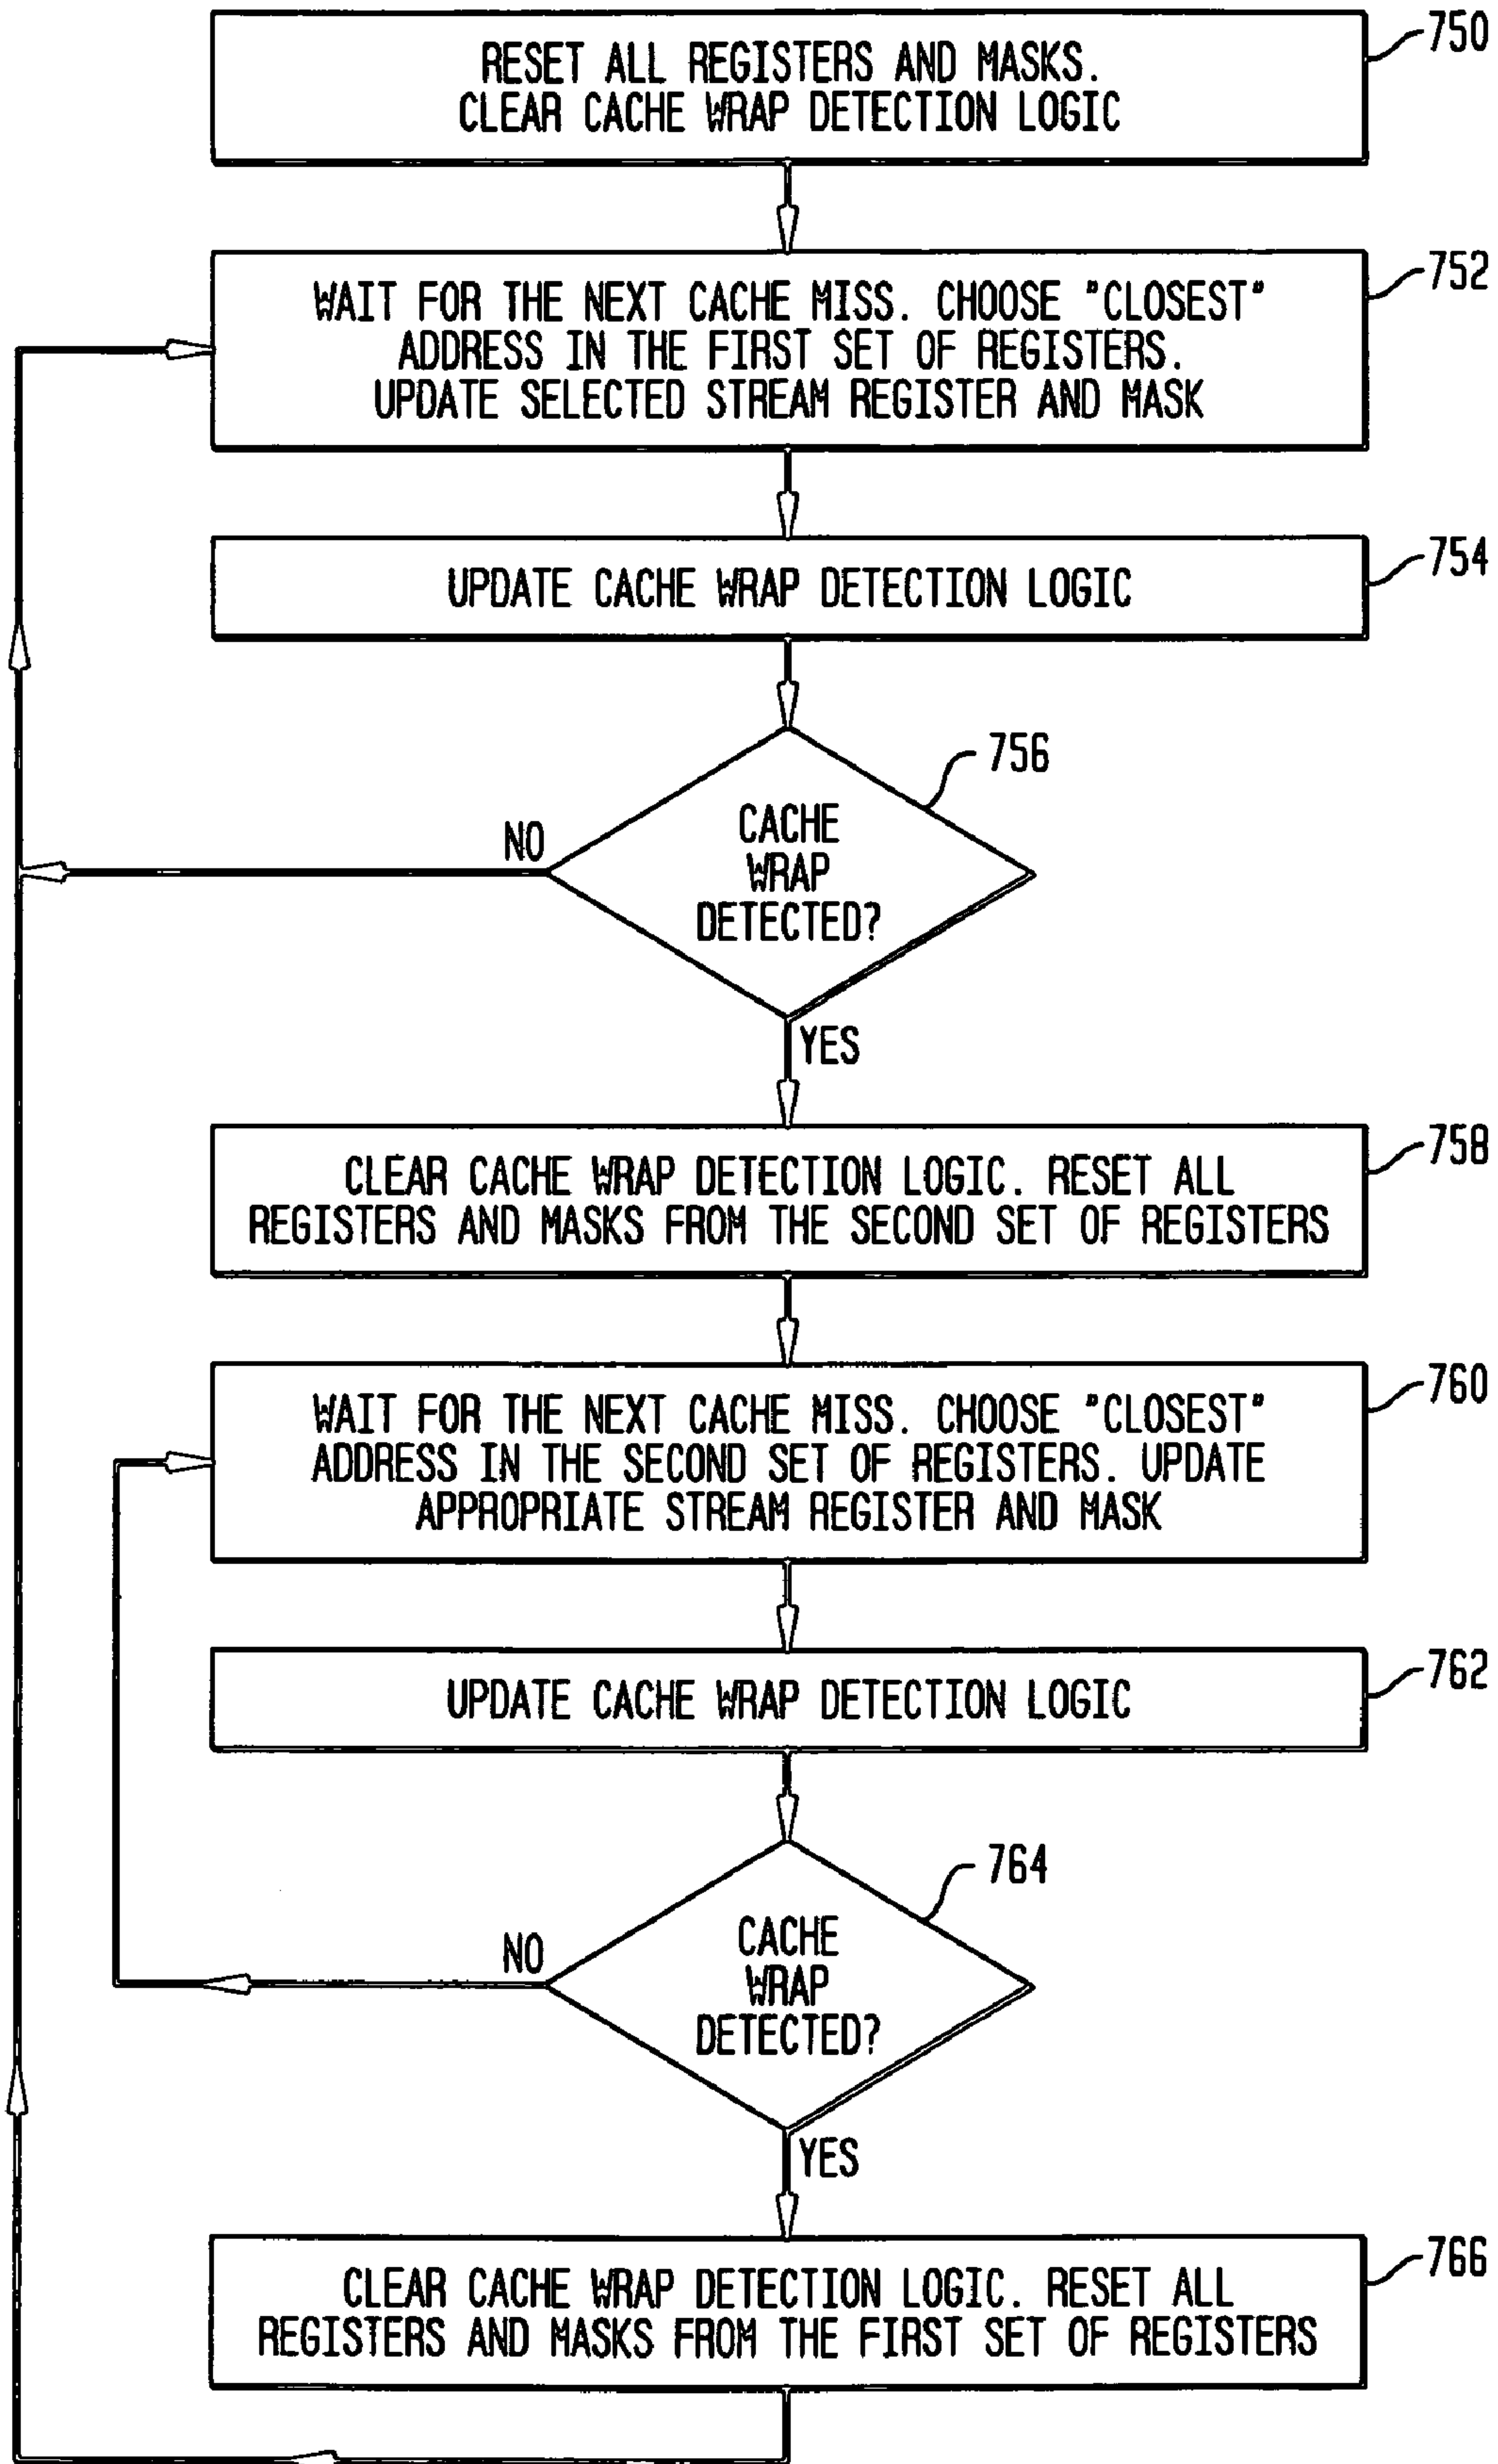 750
RESET ALL REGISTERS AND MASKS.
CLEAR CACHE WRAP DETECTION LOGIC
752
WAIT FOR THE NEXT CACHE MISS. CHOOSE "CLOSEST"
ADDRESS IN THE FIRST SET OF REGISTERS.
UPDATE SELECTED STREAM REGISTER AND MASK
754
UPDATE CACHE WRAP DETECTION LOGIC
756
NO
CACHE
WRAP
DETECTED?
YES
758
CLEAR CACHE WRAP DETECTION LOGIC. RESET ALL
REGISTERS AND MASKS FROM THE SECOND SET OF REGISTERS
760
WAIT FOR THE NEXT CACHE MISS. CHOOSE "CLOSEST"
ADDRESS IN THE SECOND SET OF REGISTERS. UPDATE
APPROPRIATE STREAM REGISTER AND MASK
762
UPDATE CACHE WRAP DETECTION LOGIC
764
NO
CACHE
WRAP
DETECTED?
YES
766
CLEAR CACHE WRAP DETECTION LOGIC. RESET ALL
REGISTERS AND MASKS FROM THE FIRST SET OF REGISTERS